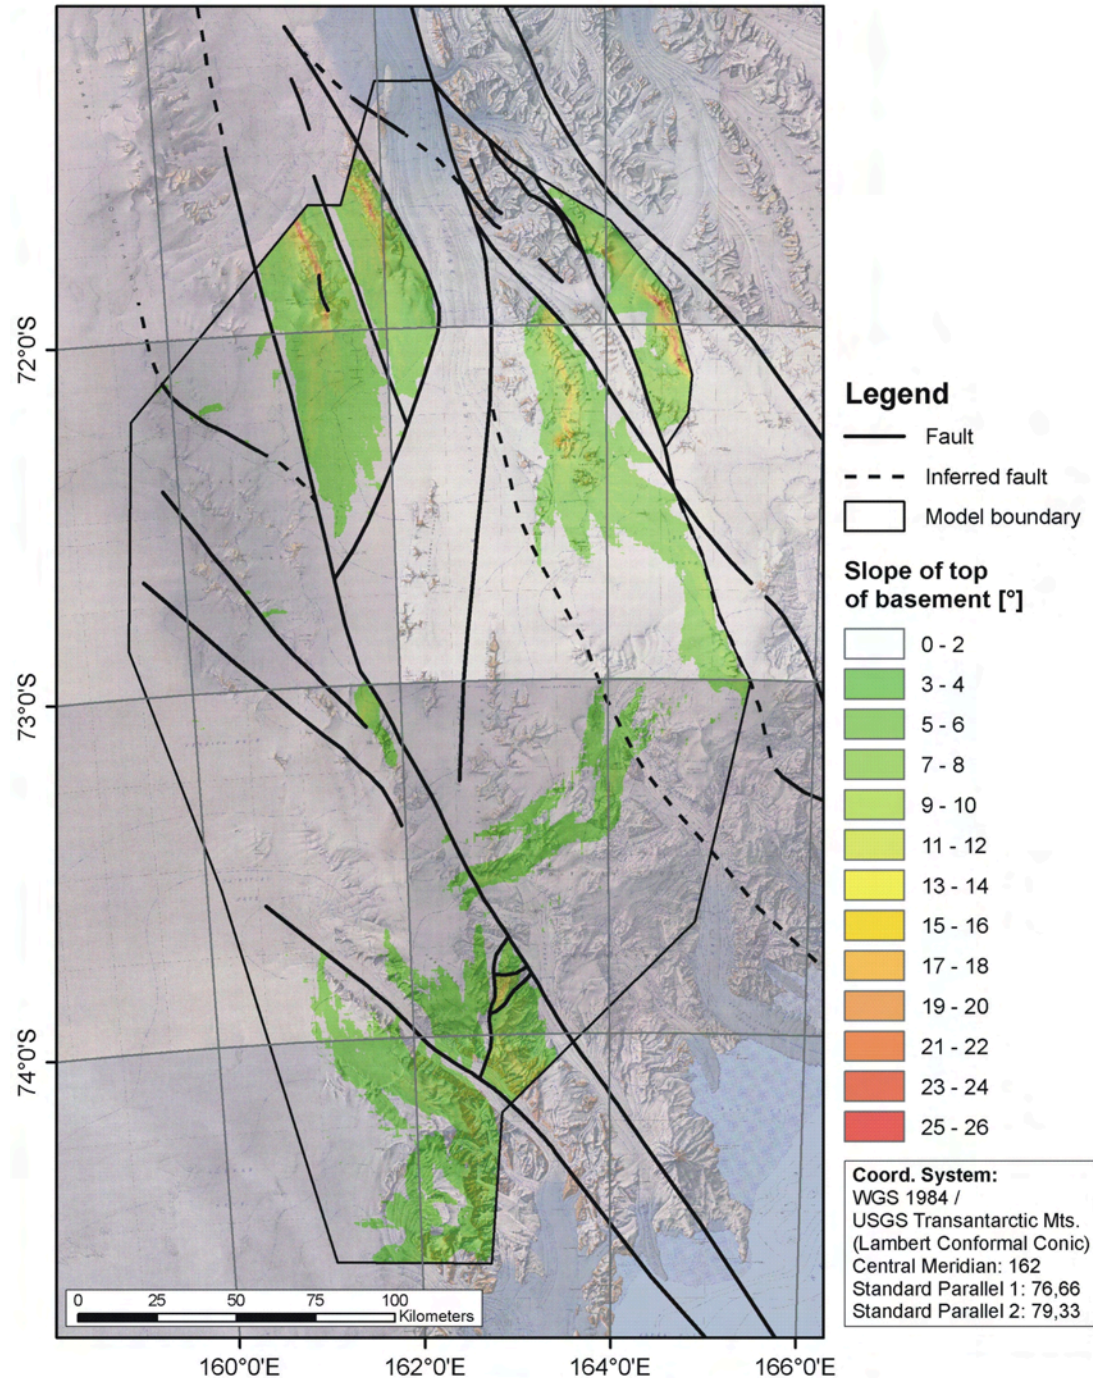 72°0'S
73°0'S
74°0'S
Legend
Fault
Inferred fault
Model boundary
Slope of top
of basement [°]
0 - 2
3 - 4
5 - 6
7 - 8
9 - 10
11 - 12
13 - 14
15 - 16
17 - 18
19 - 20
21 - 22
23 - 24
25 - 26
Coord. System:
WGS 1984 /
USGS Transantarctic Mts.
(Lambert Conformal Conic)
Central Meridian: 162
Standard Parallel 1: 76,66
Standard Parallel 2: 79,33
0 25 50 75 100
Kilometers
160°0'E 162°0'E 164°0'E 166°0'E